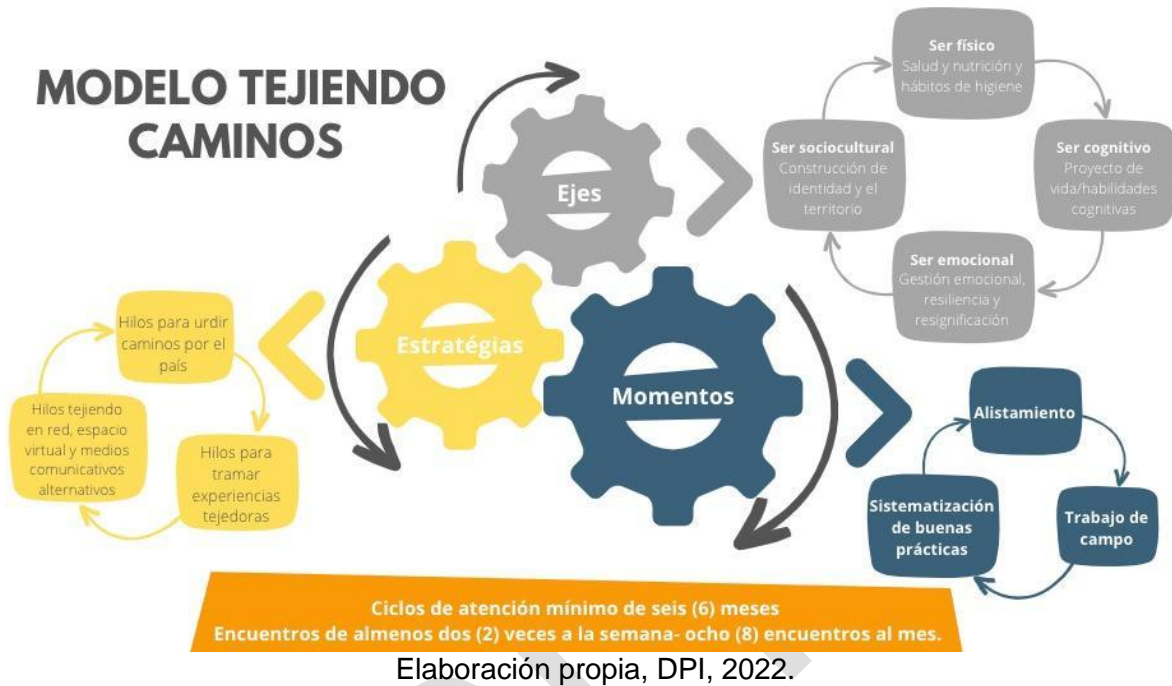 MODELO TEJIENDO
CAMINOS
Ejes
Ser físico
Salud y nutrición y
hábitos de higiene
Ser sociocultural
Construcción de
identidad y el
territorio
Ser cognitivo
Proyecto de
vida/habilidades
cognitivas
Ser emocional
Gestión emocional,
resiliencia y
resignificación
Estratégias
Hilos para urdir
caminos por el
país
Hilos tejiendo
en red, espacio
virtual y medios
comunicativos
alternativos
Hilos para
tramar
experiencias
tejedoras
Momentos
Alistamiento
Sistematización
de buenas
prácticas
Trabajo de
campo
Ciclos de atención mínimo de seis (6) meses
Encuentros de almenos dos (2) veces a la semana- ocho (8) encuentros al mes.
Elaboración propia, DPI, 2022.